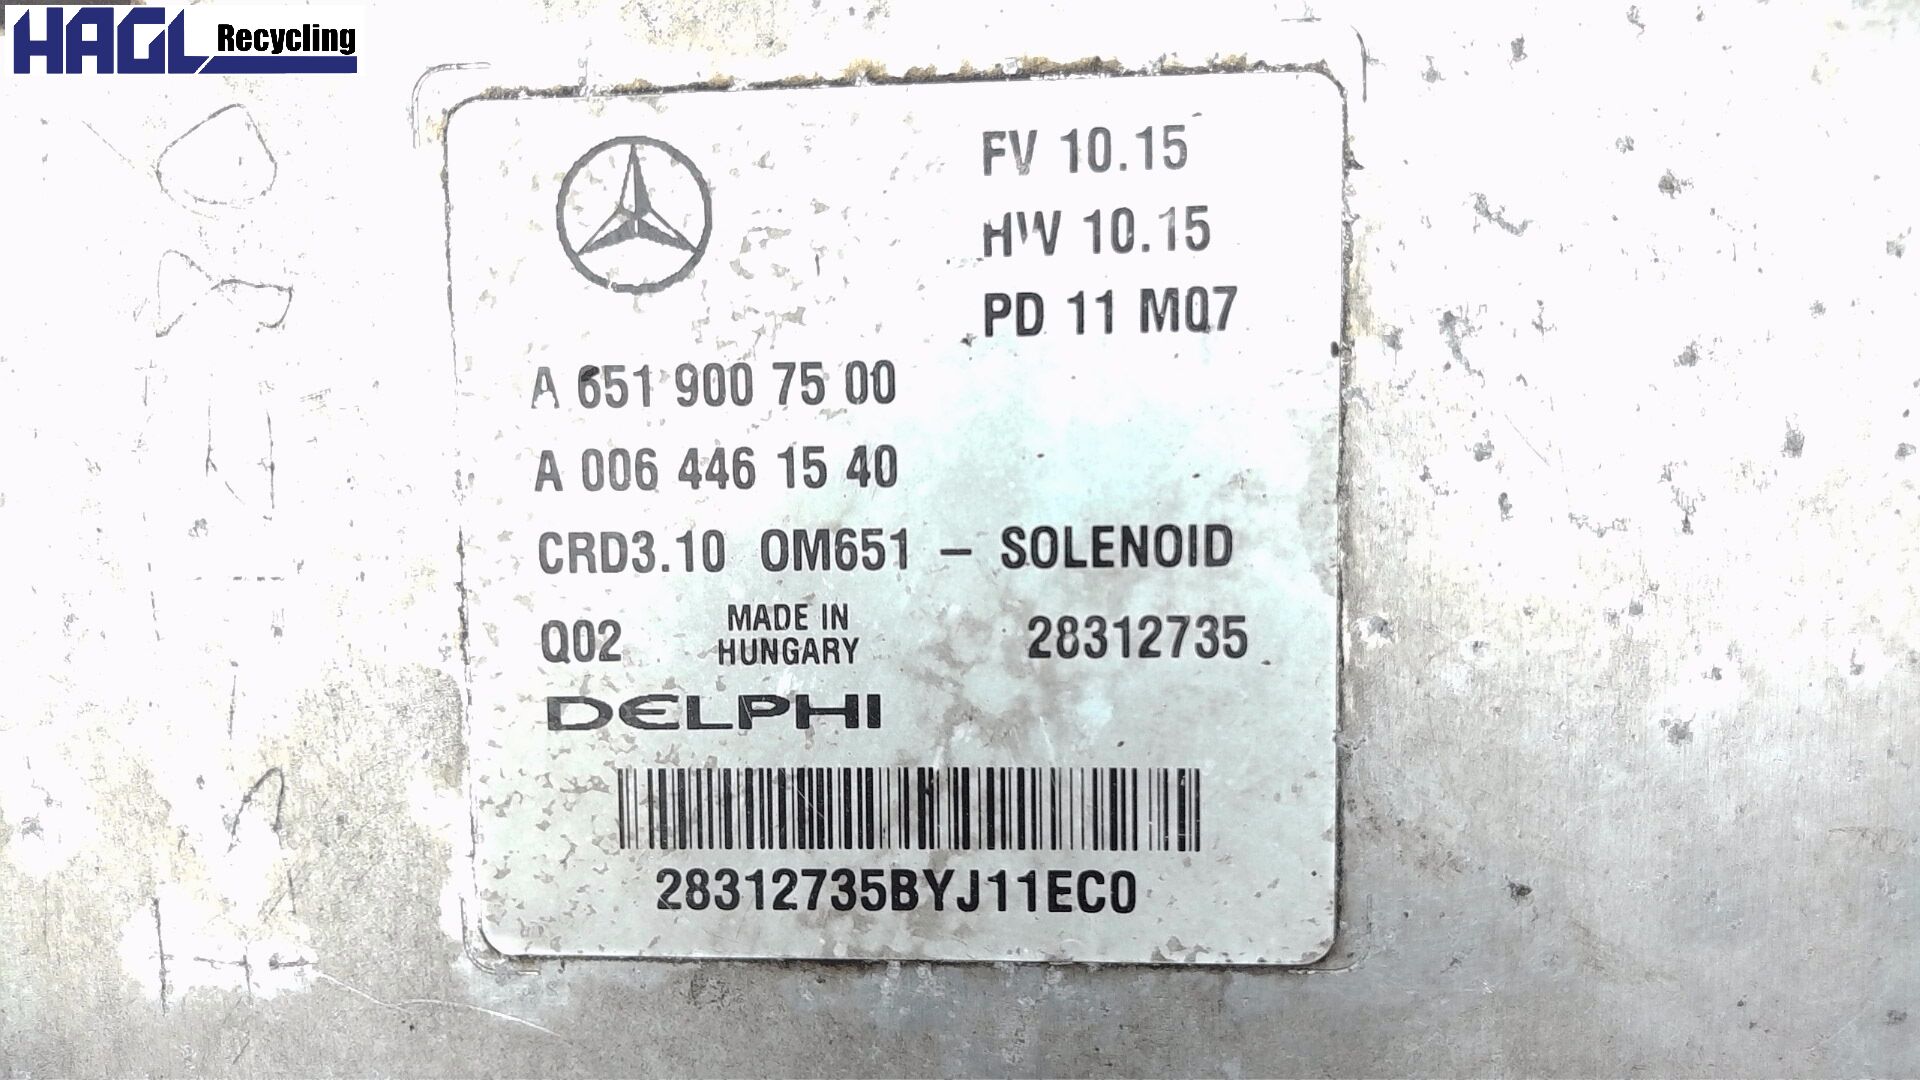 HAGL Recycling
FV 10.15
HW 10.15
PD 11 M07
A 651 900 75 00
A 006 446 15 40
CRD3.10 OM651 – SOLENOID
Q02 MADE IN HUNGARY 28312735
DELPHI
28312735BYJ11EC0